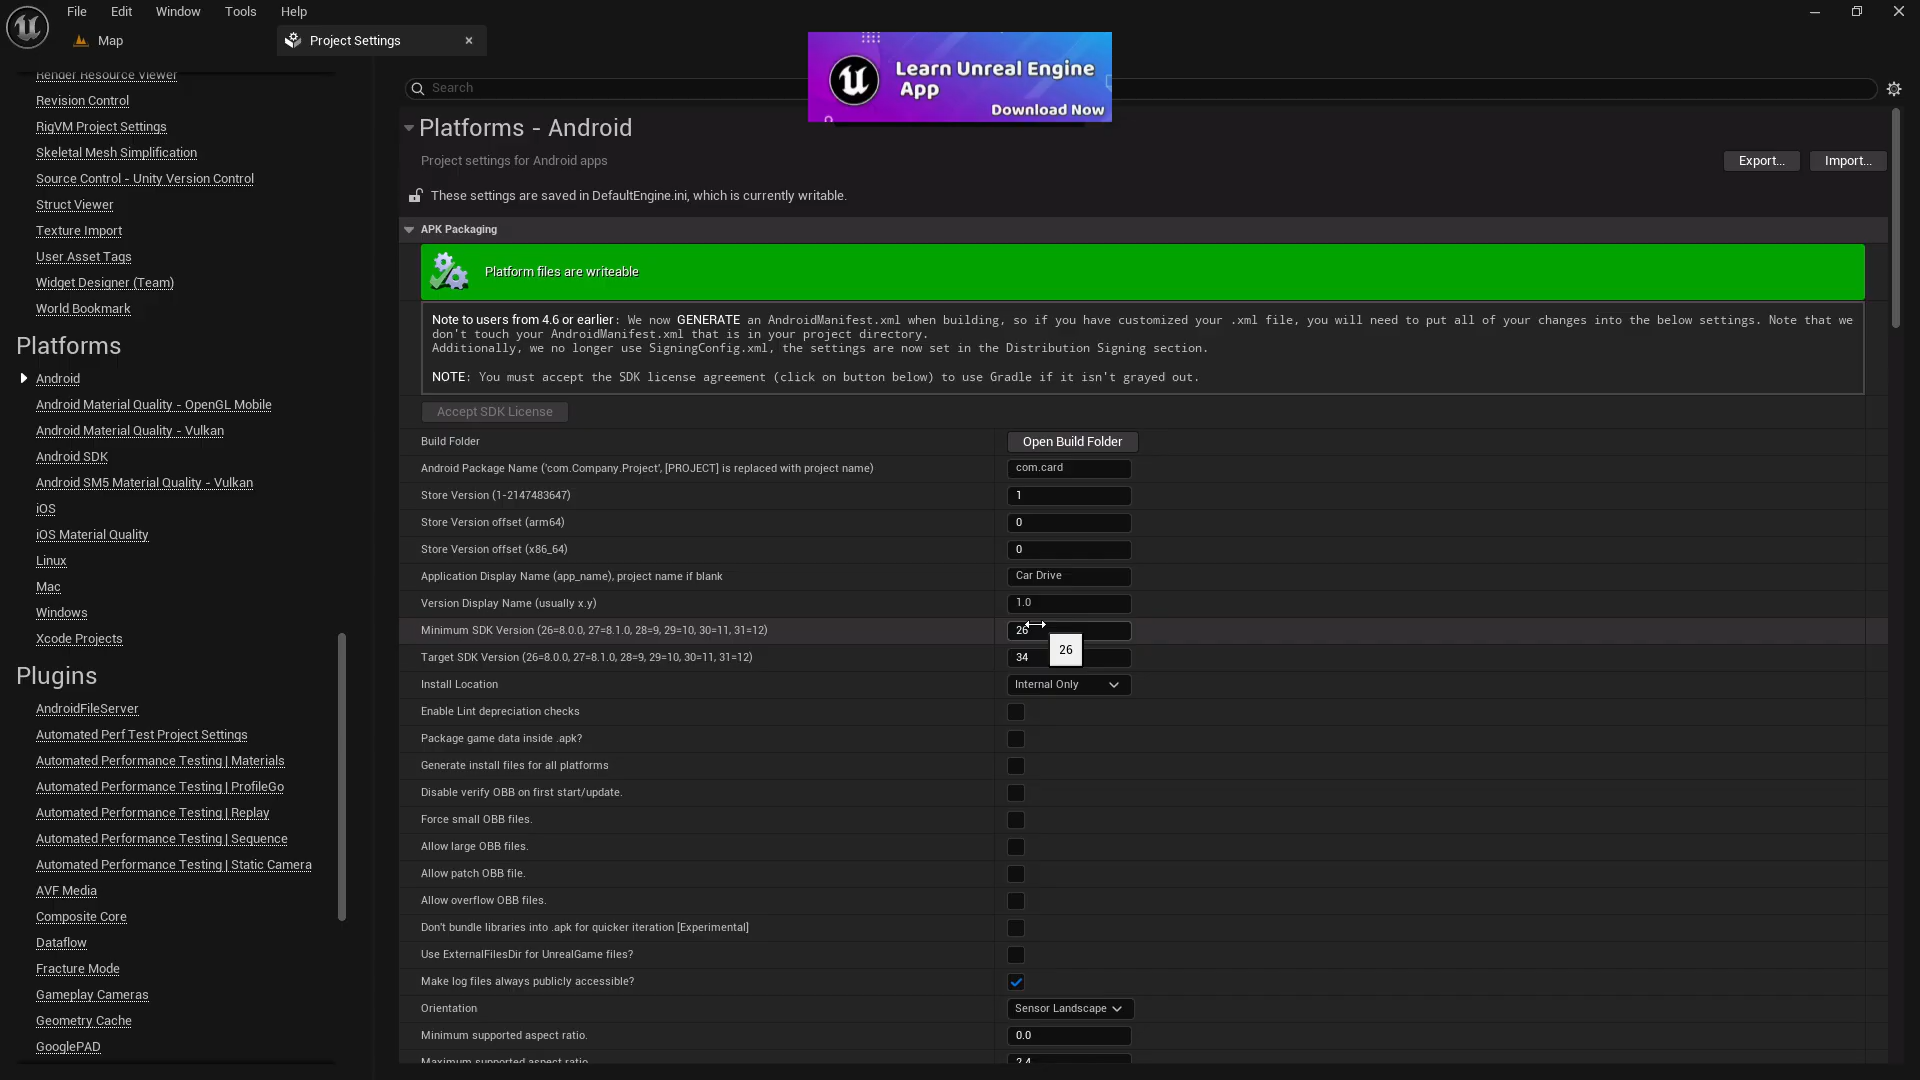 File Edit Window Tools Help
Map
Project Settings
Learn Unreal Engine
App
Download Now
Render Resource Viewer
Revision Control
RigVM Project Settings
Skeletal Mesh Simplification
Source Control - Unity Version Control
Struct Viewer
Texture Import
User Asset Tags
Widget Designer (Team)
World Bookmark
Platforms
Android
Android Material Quality - OpenGL Mobile
Android Material Quality - Vulkan
Android SDK
Android SM5 Material Quality - Vulkan
iOS
iOS Material Quality
Linux
Mac
Windows
Xcode Projects
Plugins
AndroidFileServer
Automated Perf Test Project Settings
Automated Performance Testing | Materials
Automated Performance Testing | ProfileGo
Automated Performance Testing | Replay
Automated Performance Testing | Sequence
Automated Performance Testing | Static Camera
AVF Media
Composite Core
Dataflow
Fracture Mode
Gameplay Cameras
Geometry Cache
GooglePAD
Search
Platforms - Android
Project settings for Android apps
Export...
Import...
These settings are saved in DefaultEngine.ini, which is currently writable.
APK Packaging
Platform files are writeable
Note to users from 4.6 or earlier: We now GENERATE an AndroidManifest.xml when building, so if you have customized your .xml file, you will need to put all of your changes into the below settings. Note that we
don't touch your AndroidManifest.xml that is in your project directory.
Additionally, we no longer use SigningConfig.xml, the settings are now set in the Distribution Signing section.
NOTE: You must accept the SDK license agreement (click on button below) to use Gradle if it isn't grayed out.
Accept SDK License
Build Folder Open Build Folder
Android Package Name ('com.Company.Project', [PROJECT] is replaced with project name) com.card
Store Version (1-2147483647) 1
Store Version offset (arm64) 0
Store Version offset (x86_64) 0
Application Display Name (app_name), project name if blank Car Drive
Version Display Name (usually x.y) 1.0
Minimum SDK Version (26=8.0.0, 27=8.1.0, 28=9, 29=10, 30=11, 31=12) 26
26
Target SDK Version (26=8.0.0, 27=8.1.0, 28=9, 29=10, 30=11, 31=12) 34
Install Location Internal Only
Enable Lint depreciation checks
Package game data inside .apk?
Generate install files for all platforms
Disable verify OBB on first start/update.
Force small OBB files.
Allow large OBB files.
Allow patch OBB file.
Allow overflow OBB files.
Don't bundle libraries into .apk for quicker iteration [Experimental]
Use ExternalFilesDir for UnrealGame files?
Make log files always publicly accessible?
Orientation Sensor Landscape
Minimum supported aspect ratio. 0.0
Maximum supported aspect ratio. 2.4